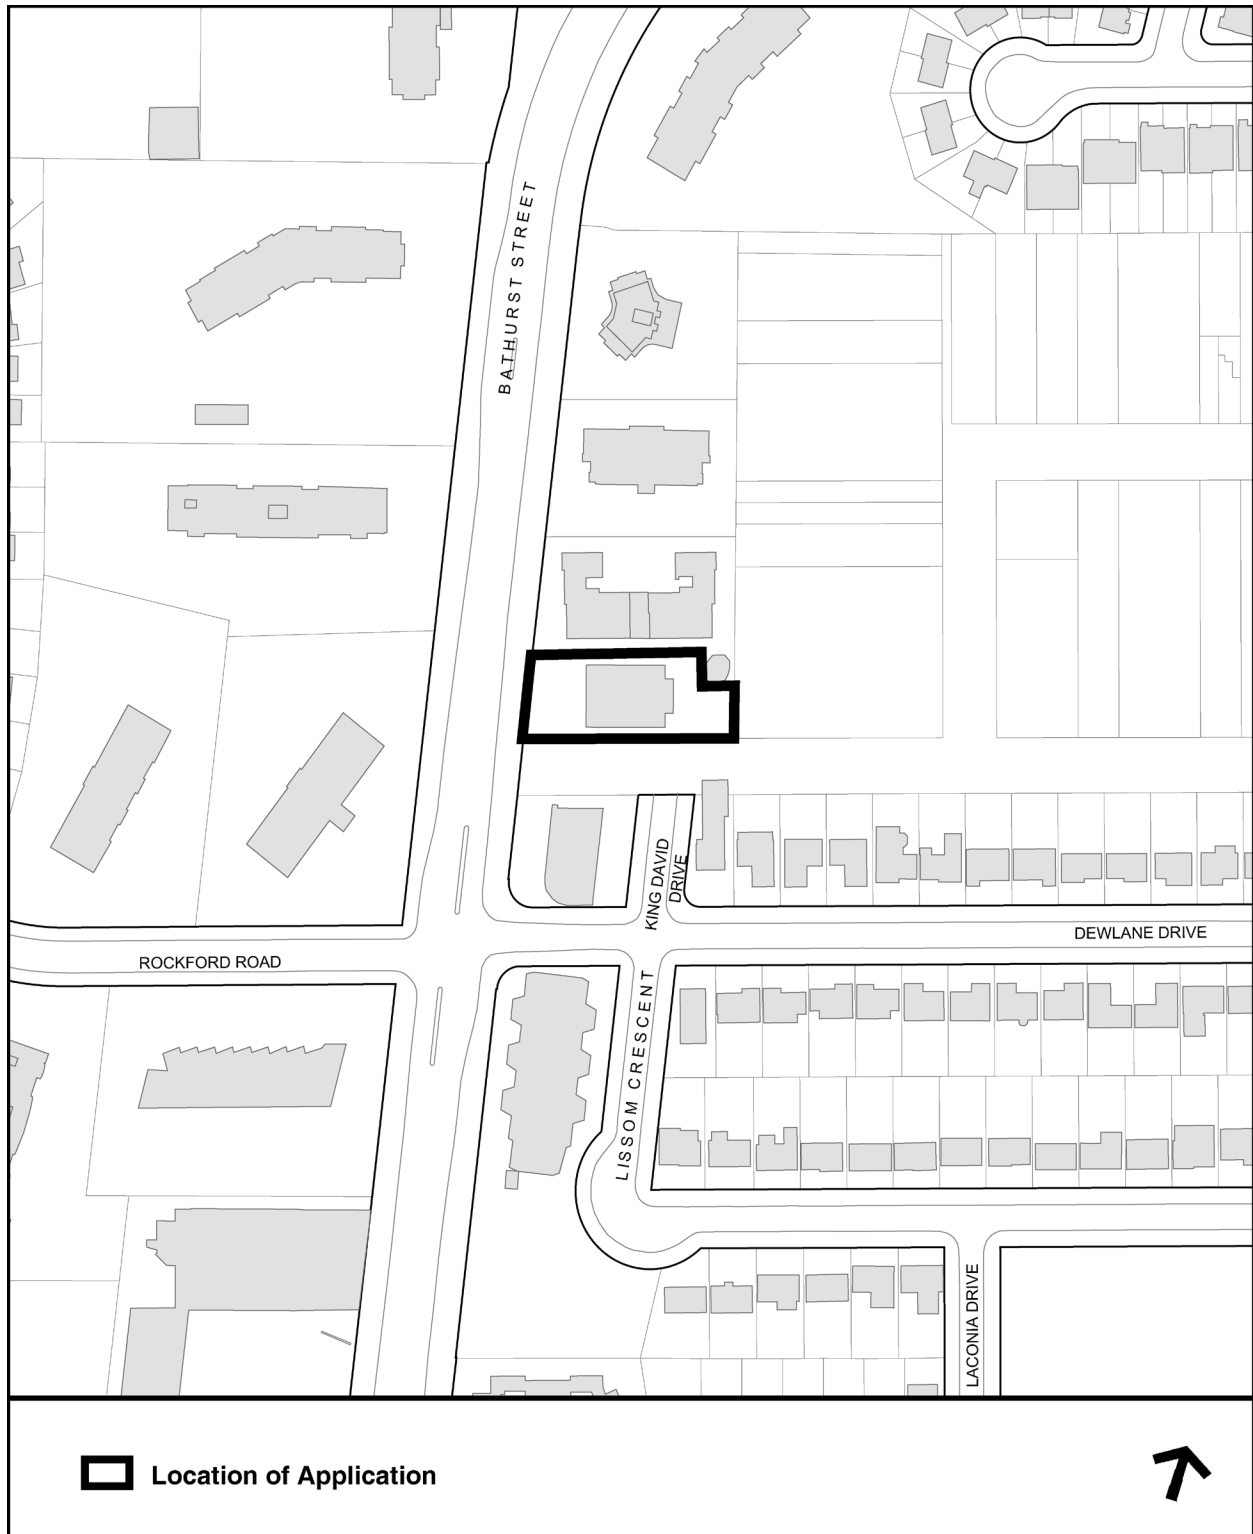 BATHURST STREET
KING DAVID
DRIVE
DEWLANE DRIVE
ROCKFORD ROAD
LISSOM CRESCENT
LACONIA DRIVE
Location of Application